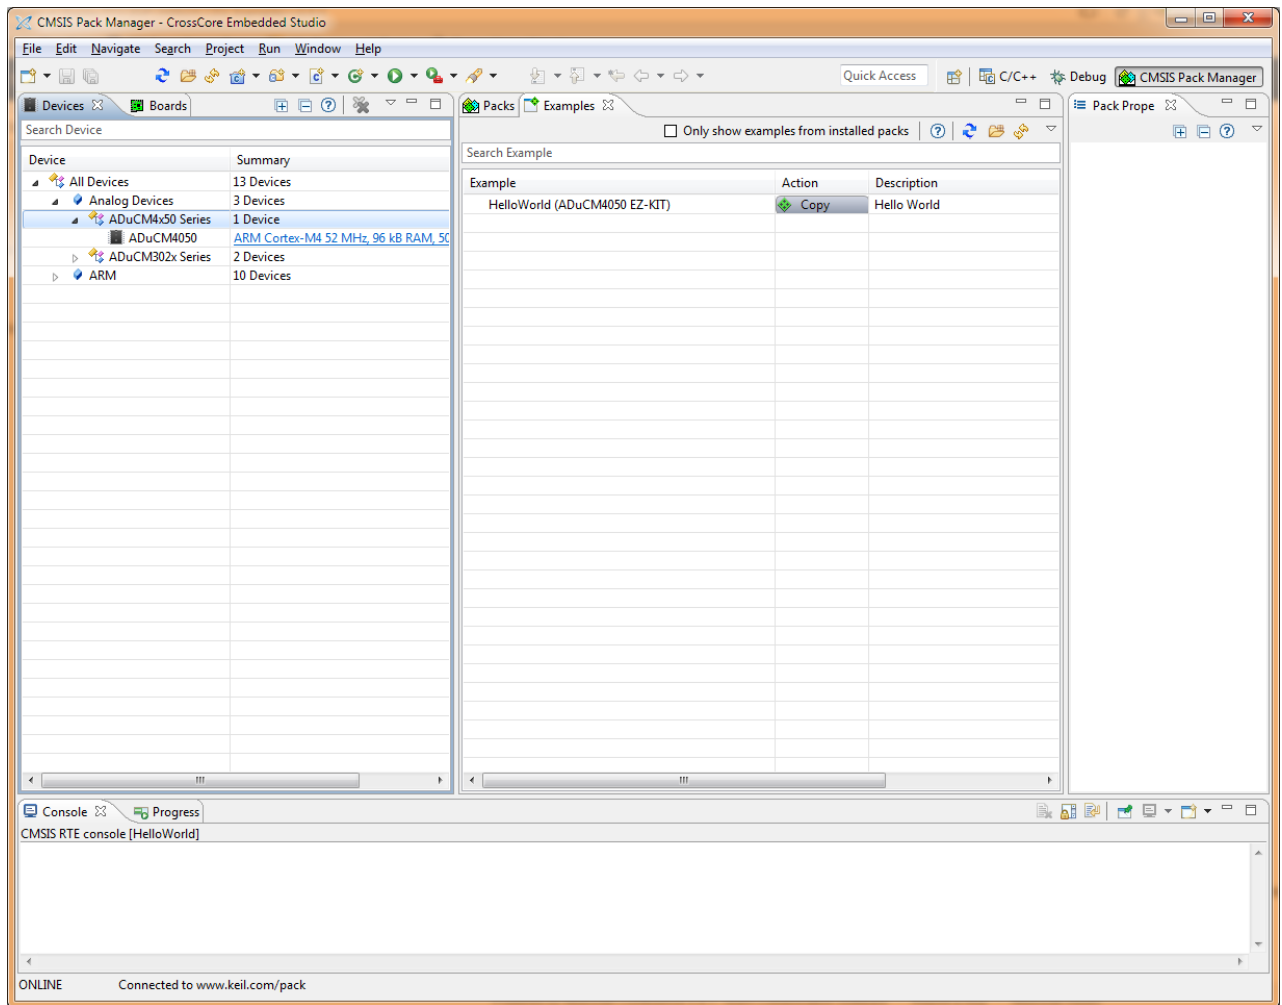 CMSIS Pack Manager - CrossCore Embedded Studio
File Edit Navigate Search Project Run Window Help
Quick Access C/C++ Debug CMSIS Pack Manager
Devices Boards
Search Device
Device Summary
All Devices 13 Devices
Analog Devices 3 Devices
ADuCM4x50 Series 1 Device
ADuCM4050 ARM Cortex-M4 52 MHz, 96 kB RAM, 50
ADuCM302x Series 2 Devices
ARM 10 Devices
Packs Examples
Only show examples from installed packs
Search Example
Example Action Description
HelloWorld (ADuCM4050 EZ-KIT) Copy Hello World
Pack Prope
Console Progress
CMSIS RTE console [HelloWorld]
ONLINE Connected to www.keil.com/pack